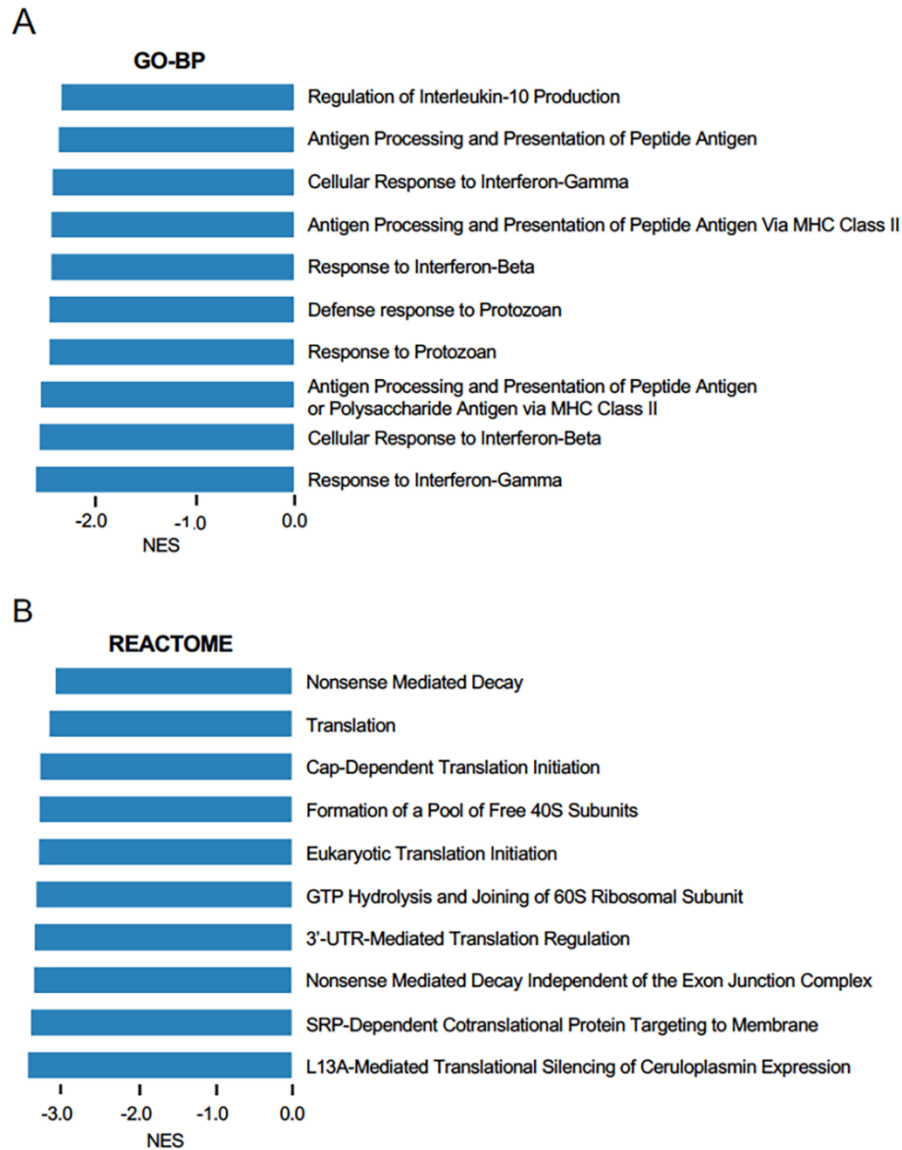 A
GO-BP
Regulation of Interleukin-10 Production
Antigen Processing and Presentation of Peptide Antigen
Cellular Response to Interferon-Gamma
Antigen Processing and Presentation of Peptide Antigen Via MHC Class II
Response to Interferon-Beta
Defense response to Protozoan
Response to Protozoan
Antigen Processing and Presentation of Peptide Antigen
or Polysaccharide Antigen via MHC Class II
Cellular Response to Interferon-Beta
Response to Interferon-Gamma
-2.0 -1.0 0.0
NES
B
REACTOME
Nonsense Mediated Decay
Translation
Cap-Dependent Translation Initiation
Formation of a Pool of Free 40S Subunits
Eukaryotic Translation Initiation
GTP Hydrolysis and Joining of 60S Ribosomal Subunit
3'-UTR-Mediated Translation Regulation
Nonsense Mediated Decay Independent of the Exon Junction Complex
SRP-Dependent Cotranslational Protein Targeting to Membrane
L13A-Mediated Translational Silencing of Ceruloplasmin Expression
-3.0 -2.0 -1.0 0.0
NES